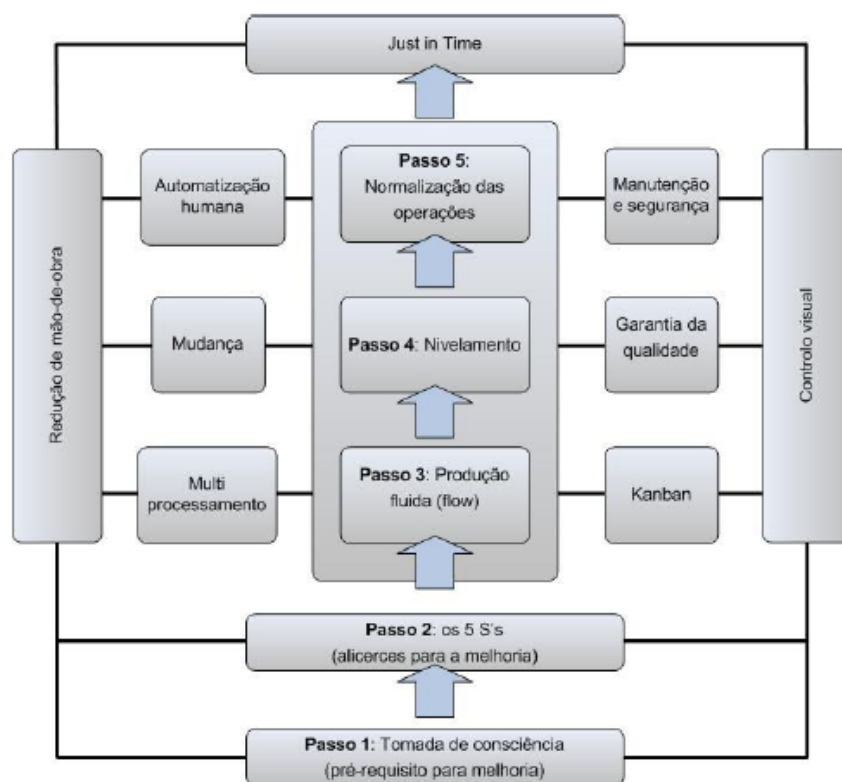 Just in Time
Redução de mão-de-obra
Automatização
humana
Passo 5:
Normalização das
operações
Manutenção
e segurança
Controlo visual
Mudança
Passo 4: Nivelamento
Garantia da
qualidade
Multi
processamento
Passo 3: Produção
fluida (flow)
Kanban
Passo 2: os 5 S's
(alicerces para a melhoria)
Passo 1: Tomada de consciência
(pré-requisito para melhoria)